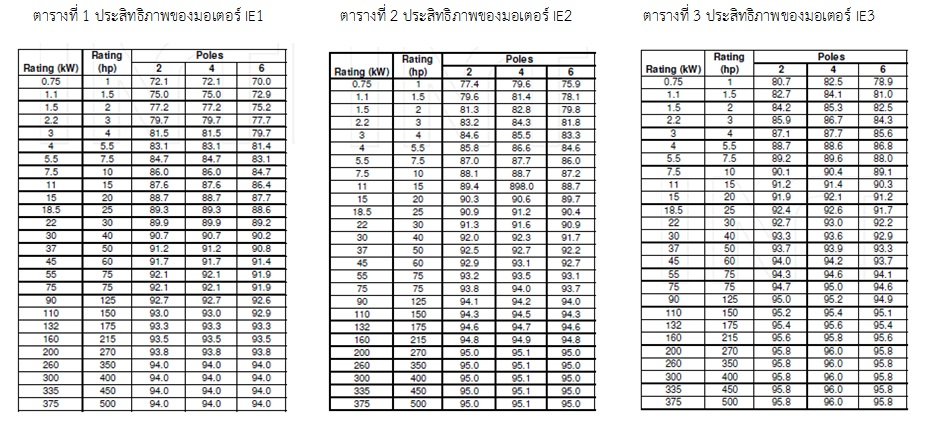 ตารางที่ 1 ประสิทธิภาพของมอเตอร์ IE1
Rating (kW) Rating (hp) Poles
2 4 6
0.75 1 72.1 72.1 70.0
1.1 1.5 75.0 75.0 72.9
1.5 2 77.2 77.2 75.2
2.2 3 79.7 79.7 77.7
3 4 81.5 81.5 79.7
4 5.5 83.1 83.1 81.4
5.5 7.5 84.7 84.7 83.1
7.5 10 86.0 86.0 84.7
11 15 87.6 87.6 86.4
15 20 88.7 88.7 87.7
18.5 25 89.3 89.3 88.6
22 30 89.9 89.9 89.2
30 40 90.7 90.7 90.2
37 50 91.2 91.2 90.8
45 60 91.7 91.7 91.4
55 75 92.1 92.1 91.9
75 75 92.1 92.1 91.9
90 125 92.7 92.7 92.6
110 150 93.0 93.0 92.9
132 175 93.3 93.3 93.3
160 215 93.5 93.5 93.5
200 270 93.8 93.8 93.8
260 350 94.0 94.0 94.0
300 400 94.0 94.0 94.0
335 450 94.0 94.0 94.0
375 500 94.0 94.0 94.0
ตารางที่ 2 ประสิทธิภาพของมอเตอร์ IE2
Rating (kW) Rating (hp) Poles
2 4 6
0.75 1 77.4 79.6 75.9
1.1 1.5 79.6 81.4 78.1
1.5 2 81.3 82.8 79.8
2.2 3 83.2 84.3 81.8
3 4 84.6 85.5 83.3
4 5.5 85.8 86.6 84.6
5.5 7.5 87.0 87.7 86.0
7.5 10 88.1 88.7 87.2
11 15 89.4 898.0 88.7
15 20 90.3 90.6 89.7
18.5 25 90.9 91.2 90.4
22 30 91.3 91.6 90.9
30 40 92.0 92.3 91.7
37 50 92.5 92.7 92.2
45 60 92.9 93.1 92.7
55 75 93.2 93.5 93.1
75 75 93.8 94.0 93.7
90 125 94.1 94.2 94.0
110 150 94.3 94.5 94.3
132 175 94.6 94.7 94.6
160 215 94.8 94.9 94.8
200 270 95.0 95.1 95.0
260 350 95.0 95.1 95.0
300 400 95.0 95.1 95.0
335 450 95.0 95.1 95.0
375 500 95.0 95.1 95.0
ตารางที่ 3 ประสิทธิภาพของมอเตอร์ IE3
Rating (kW) Rating (hp) Poles
2 4 6
0.75 1 80.7 82.5 78.9
1.1 1.5 82.7 84.1 81.0
1.5 2 84.2 85.3 82.5
2.2 3 85.9 86.7 84.3
3 4 87.1 87.7 85.6
4 5.5 88.7 88.6 86.8
5.5 7.5 89.2 89.6 88.0
7.5 10 90.1 90.4 89.1
11 15 91.2 91.4 90.3
15 20 91.9 92.1 91.2
18.5 25 92.4 92.6 91.7
22 30 92.7 93.0 92.2
30 40 93.3 93.6 92.9
37 50 93.7 93.9 93.3
45 60 94.0 94.2 93.7
55 75 94.3 94.6 94.1
75 75 94.7 95.0 94.6
90 125 95.0 95.2 94.9
110 150 95.2 95.4 95.1
132 175 95.4 95.6 95.4
160 215 95.6 95.8 95.6
200 270 95.8 96.0 95.8
260 350 95.8 96.0 95.8
300 400 95.8 96.0 95.8
335 450 95.8 96.0 95.8
375 500 95.8 96.0 95.8